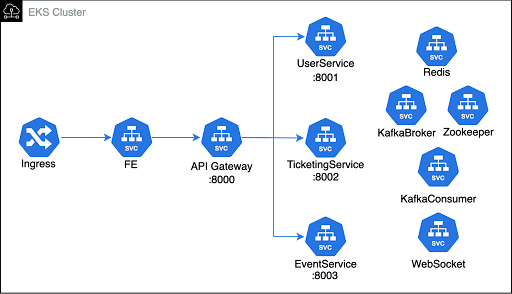 EKS Cluster
SVC
UserService
:8001
SVC
Redis
SVC
KafkaBroker
SVC
Zookeeper
Ingress
SVC
FE
SVC
API Gateway
:8000
SVC
TicketingService
:8002
SVC
KafkaConsumer
SVC
EventService
:8003
SVC
WebSocket